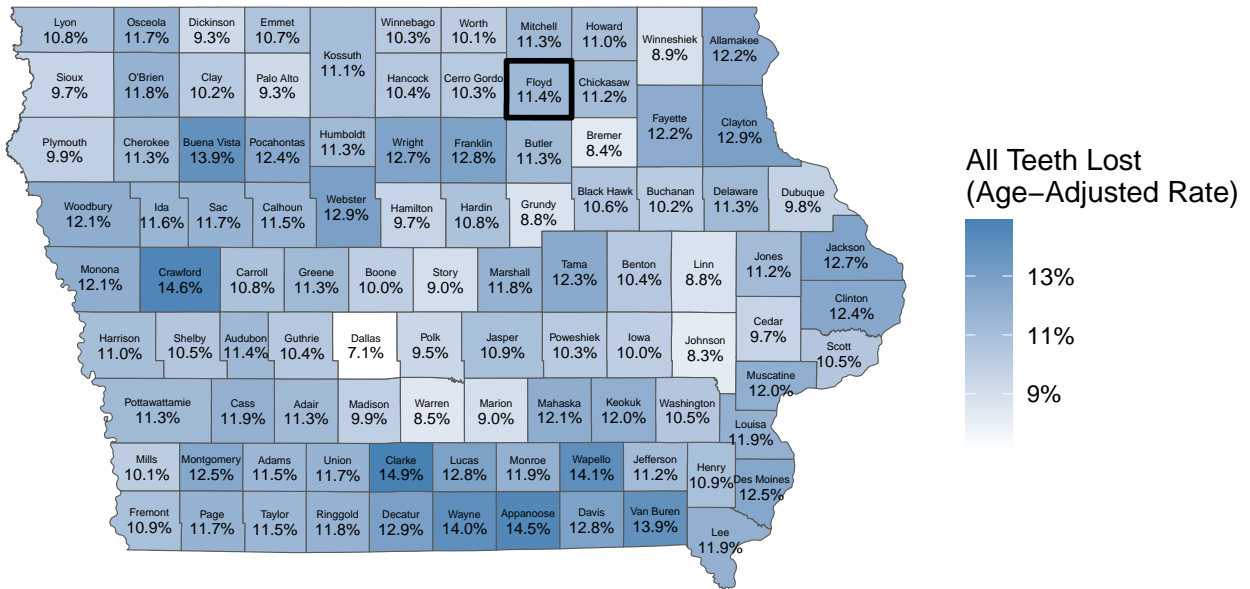 Lyon
10.8%
Osceola
11.7%
Dickinson
9.3%
Emmet
10.7%
Kossuth
11.1%
Winnebago
10.3%
Worth
10.1%
Mitchell
11.3%
Howard
11.0%
Winneshiek
8.9%
Allamakee
12.2%
Sioux
9.7%
O'Brien
11.8%
Clay
10.2%
Palo Alto
9.3%
Hancock
10.4%
Cerro Gordo
10.3%
Floyd
11.4%
Chickasaw
11.2%
Fayette
12.2%
Clayton
12.9%
Plymouth
9.9%
Cherokee
11.3%
Buena Vista
13.9%
Pocahontas
12.4%
Humboldt
11.3%
Wright
12.7%
Franklin
12.8%
Butler
11.3%
Bremer
8.4%
Woodbury
12.1%
Ida
11.6%
Sac
11.7%
Calhoun
11.5%
Webster
12.9%
Hamilton
9.7%
Hardin
10.8%
Grundy
8.8%
Black Hawk
10.6%
Buchanan
10.2%
Delaware
11.3%
Dubuque
9.8%
Monona
12.1%
Crawford
14.6%
Carroll
10.8%
Greene
11.3%
Boone
10.0%
Story
9.0%
Marshall
11.8%
Tama
12.3%
Benton
10.4%
Linn
8.8%
Jones
11.2%
Jackson
12.7%
Clinton
12.4%
Harrison
11.0%
Shelby
10.5%
Audubon
11.4%
Guthrie
10.4%
Dallas
7.1%
Polk
9.5%
Jasper
10.9%
Poweshiek
10.3%
Iowa
10.0%
Johnson
8.3%
Cedar
9.7%
Scott
10.5%
Muscatine
12.0%
Pottawattamie
11.3%
Cass
11.9%
Adair
11.3%
Madison
9.9%
Warren
8.5%
Marion
9.0%
Mahaska
12.1%
Keokuk
12.0%
Washington
10.5%
Louisa
11.9%
Mills
10.1%
Montgomery
12.5%
Adams
11.5%
Union
11.7%
Clarke
14.9%
Lucas
12.8%
Monroe
11.9%
Wapello
14.1%
Jefferson
11.2%
Henry
10.9%
Des Moines
12.5%
Fremont
10.9%
Page
11.7%
Taylor
11.5%
Ringgold
11.8%
Decatur
12.9%
Wayne
14.0%
Appanoose
14.5%
Davis
12.8%
Van Buren
13.9%
Lee
11.9%
All Teeth Lost
(Age−Adjusted Rate)
13%
11%
9%